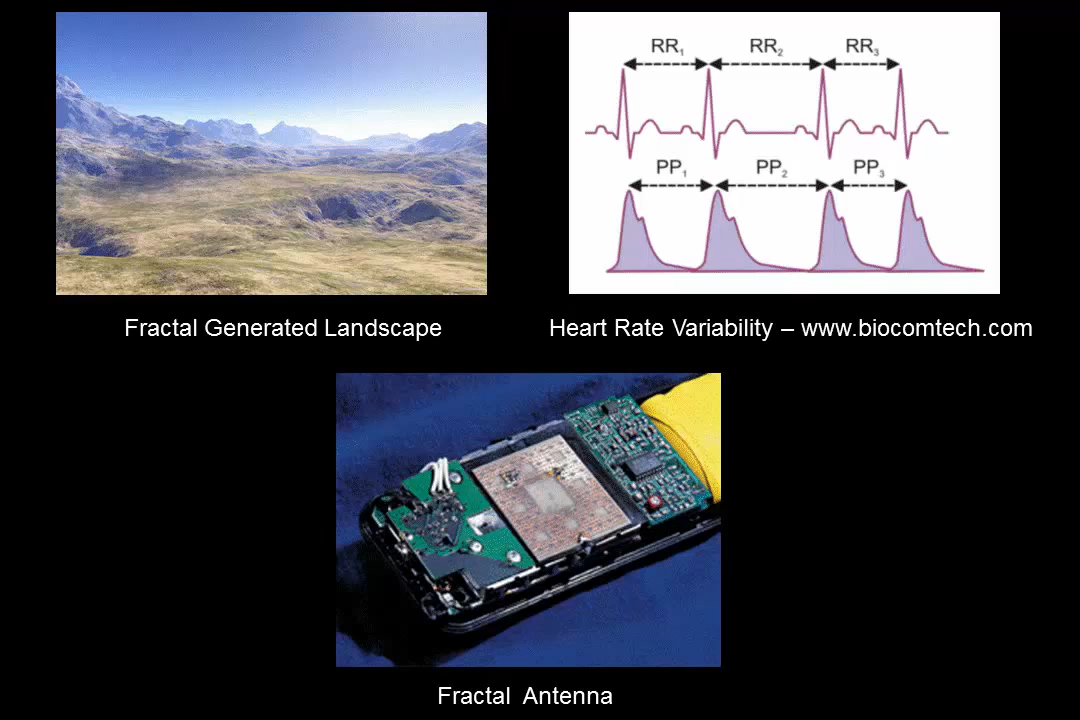 RR1 RR2 RR3
PP1 PP2 PP3
Fractal Generated Landscape
Heart Rate Variability – www.biocomtech.com
Fractal Antenna